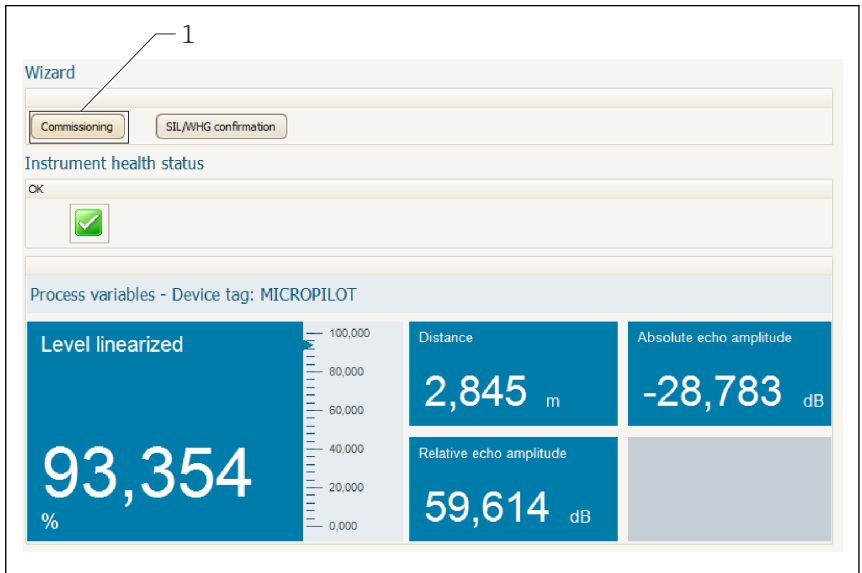 1
Wizard
Commissioning SIL/WHG confirmation
Instrument health status
OK
Process variables - Device tag: MICROPILOT
Level linearized
93,354
%
100,000
80,000
60,000
40,000
20,000
0,000
Distance
2,845 m
Absolute echo amplitude
-28,783 dB
Relative echo amplitude
59,614 dB